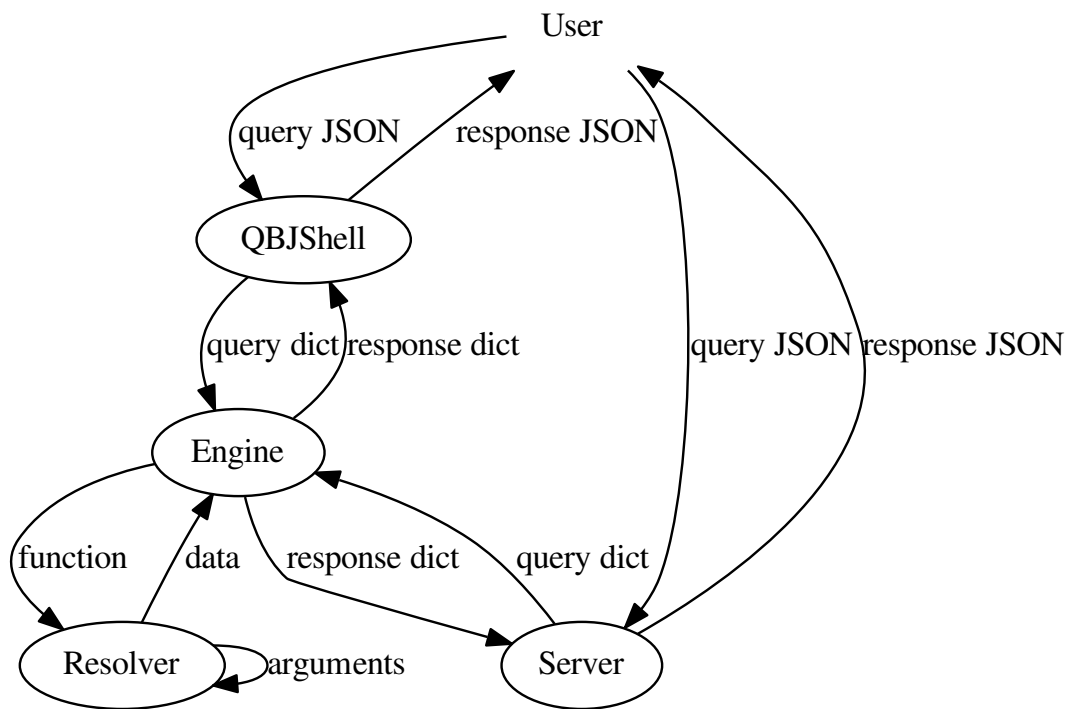 User
query JSON
response JSON
QBJShell
query dict
response dict
query JSON
response JSON
Engine
function
data
response dict
query dict
Resolver
arguments
Server